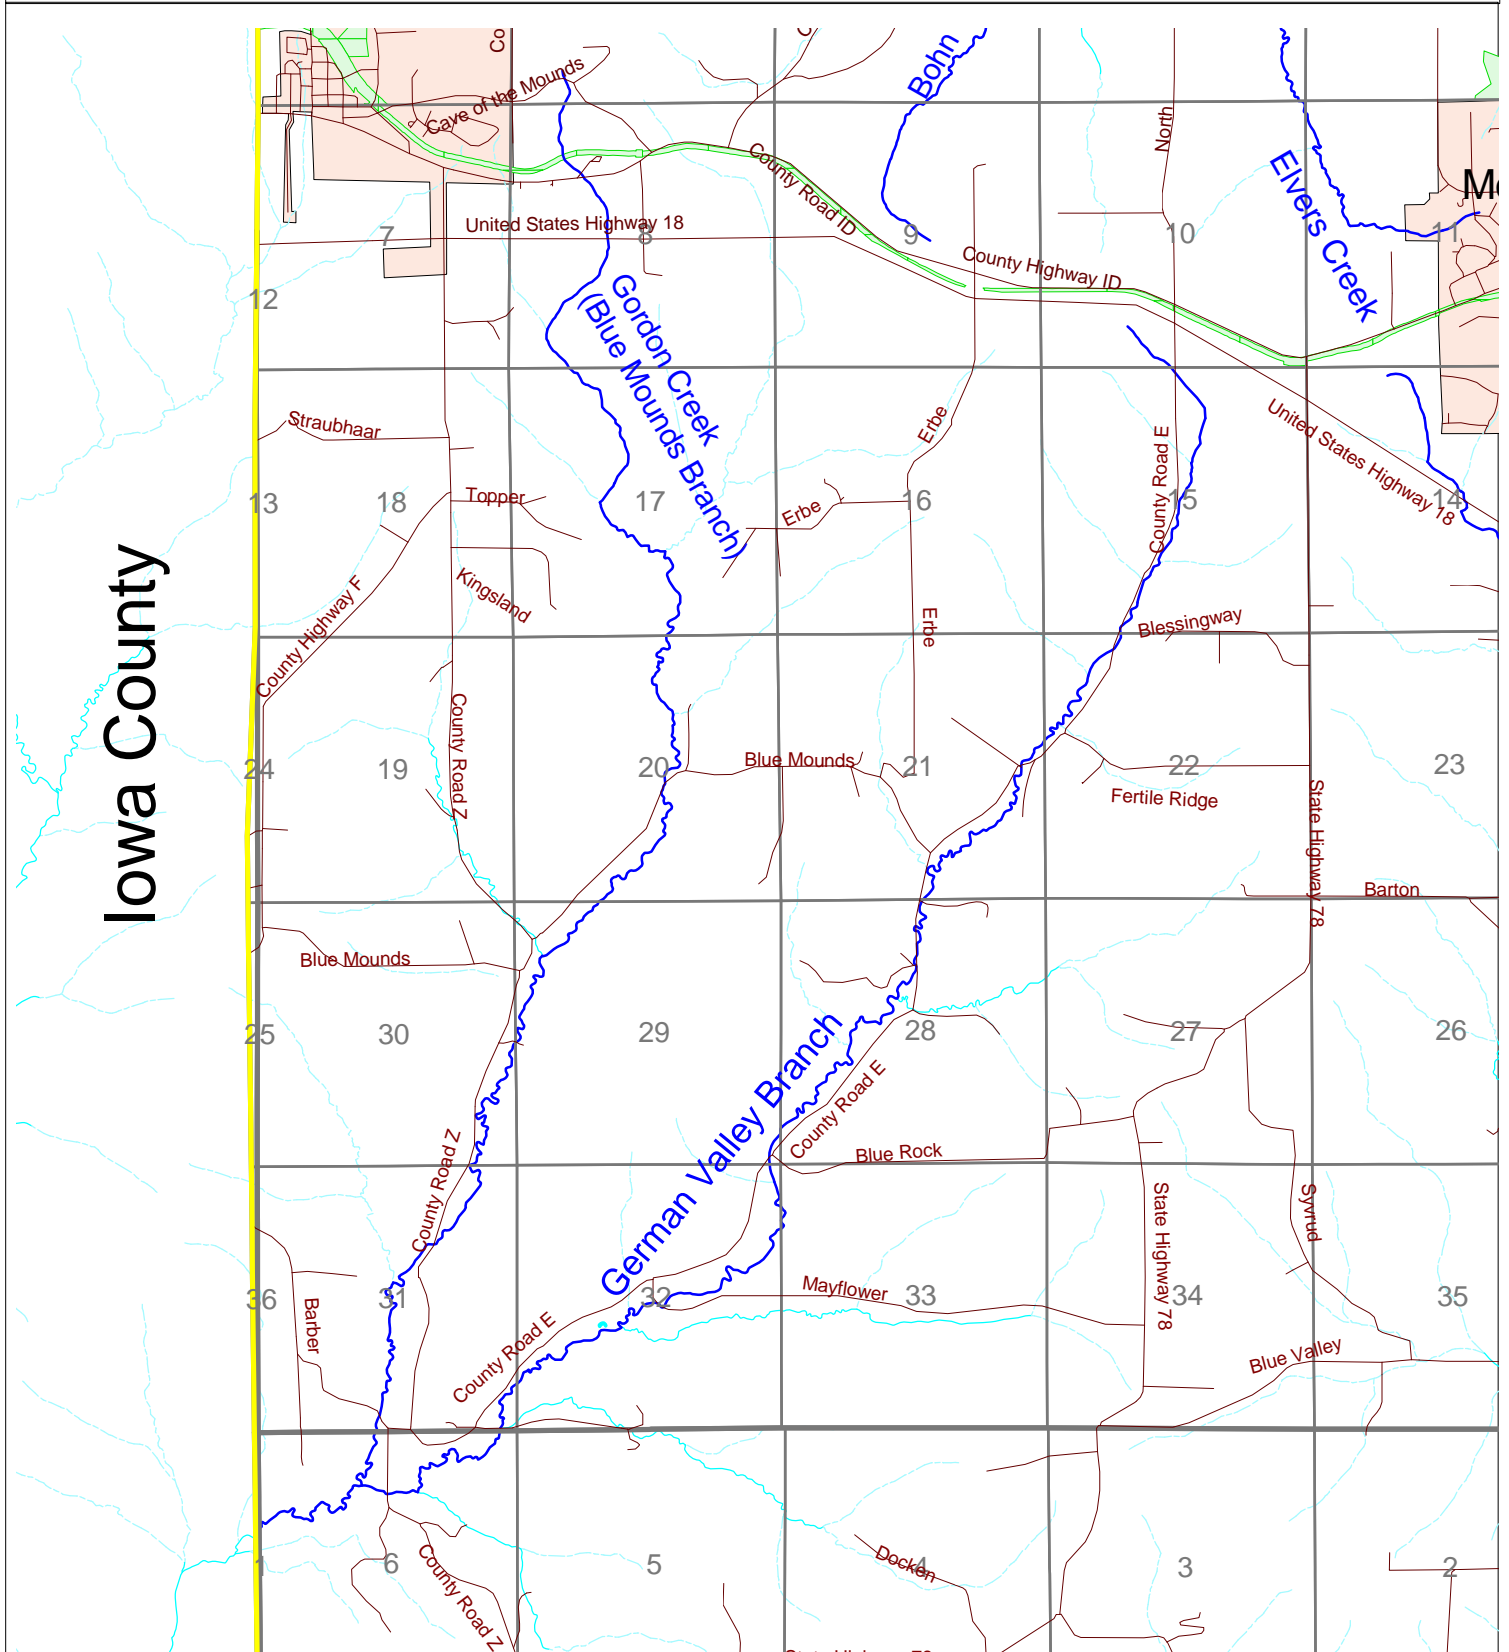 Co
Cave of the Mounds
Bohn
North
County Road ID
Elvers Creek
United States Highway 18
7
8
9
10
11
12
County Highway ID
Gordon Creek
(Blue Mounds Branch)
Straubhaar
Erbe
United States Highway 18
County Road E
13
18
Topper
17
Erbe
16
15
14
Kingsland
County Highway F
Erbe
Blessingway
Iowa County
County Road Z
24
19
20
Blue Mounds
21
22
23
Fertile Ridge
State Highway 78
Barton
Blue Mounds
25
30
29
28
27
26
German Valley Branch
County Road E
Blue Rock
County Road Z
State Highway 78
Syvrud
36
31
32
Mayflower
33
34
35
Barber
County Road E
Blue Valley
1
6
5
Docken
4
3
2
County Road Z